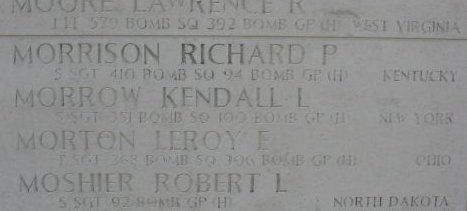 MOORE LAWRENCE R
1 LT 579 BOMB SQ 392 BOMB GP (H) WEST VIRGINIA
MORRISON RICHARD P
S SGT 410 BOMB SQ 94 BOMB GP (H) KENTUCKY
MORROW KENDALL L
S SGT 351 BOMB SQ 100 BOMB GP (H) NEW YORK
MORTON LEROY E
T SGT 368 BOMB SQ 306 BOMB GP (H) OHIO
MOSHIER ROBERT L
S SGT 92 BOMB GP (H) NORTH DAKOTA